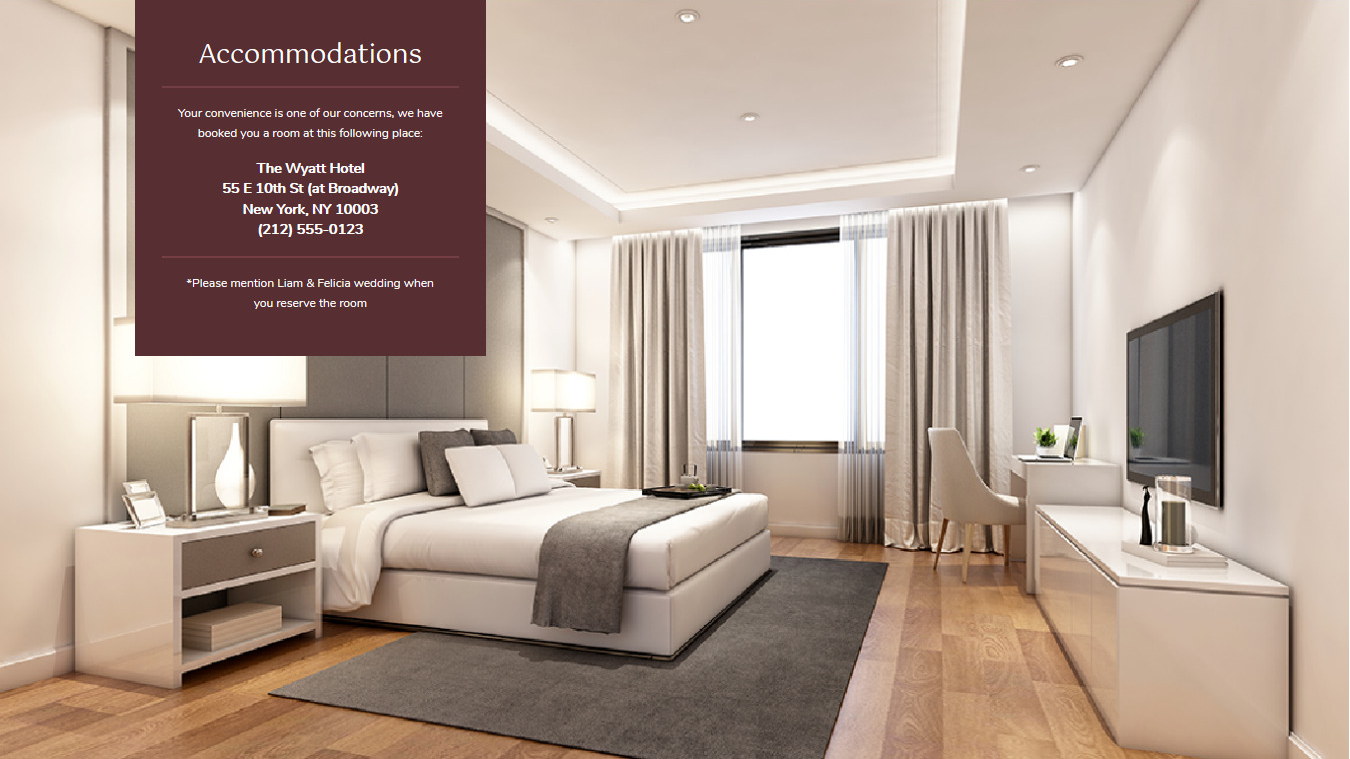 Accommodations
Your convenience is one of our concerns, we have
booked you a room at this following place:
The Wyatt Hotel
55 E 10th St (at Broadway)
New York, NY 10003
(212) 555-0123
*Please mention Liam & Felicia wedding when
you reserve the room